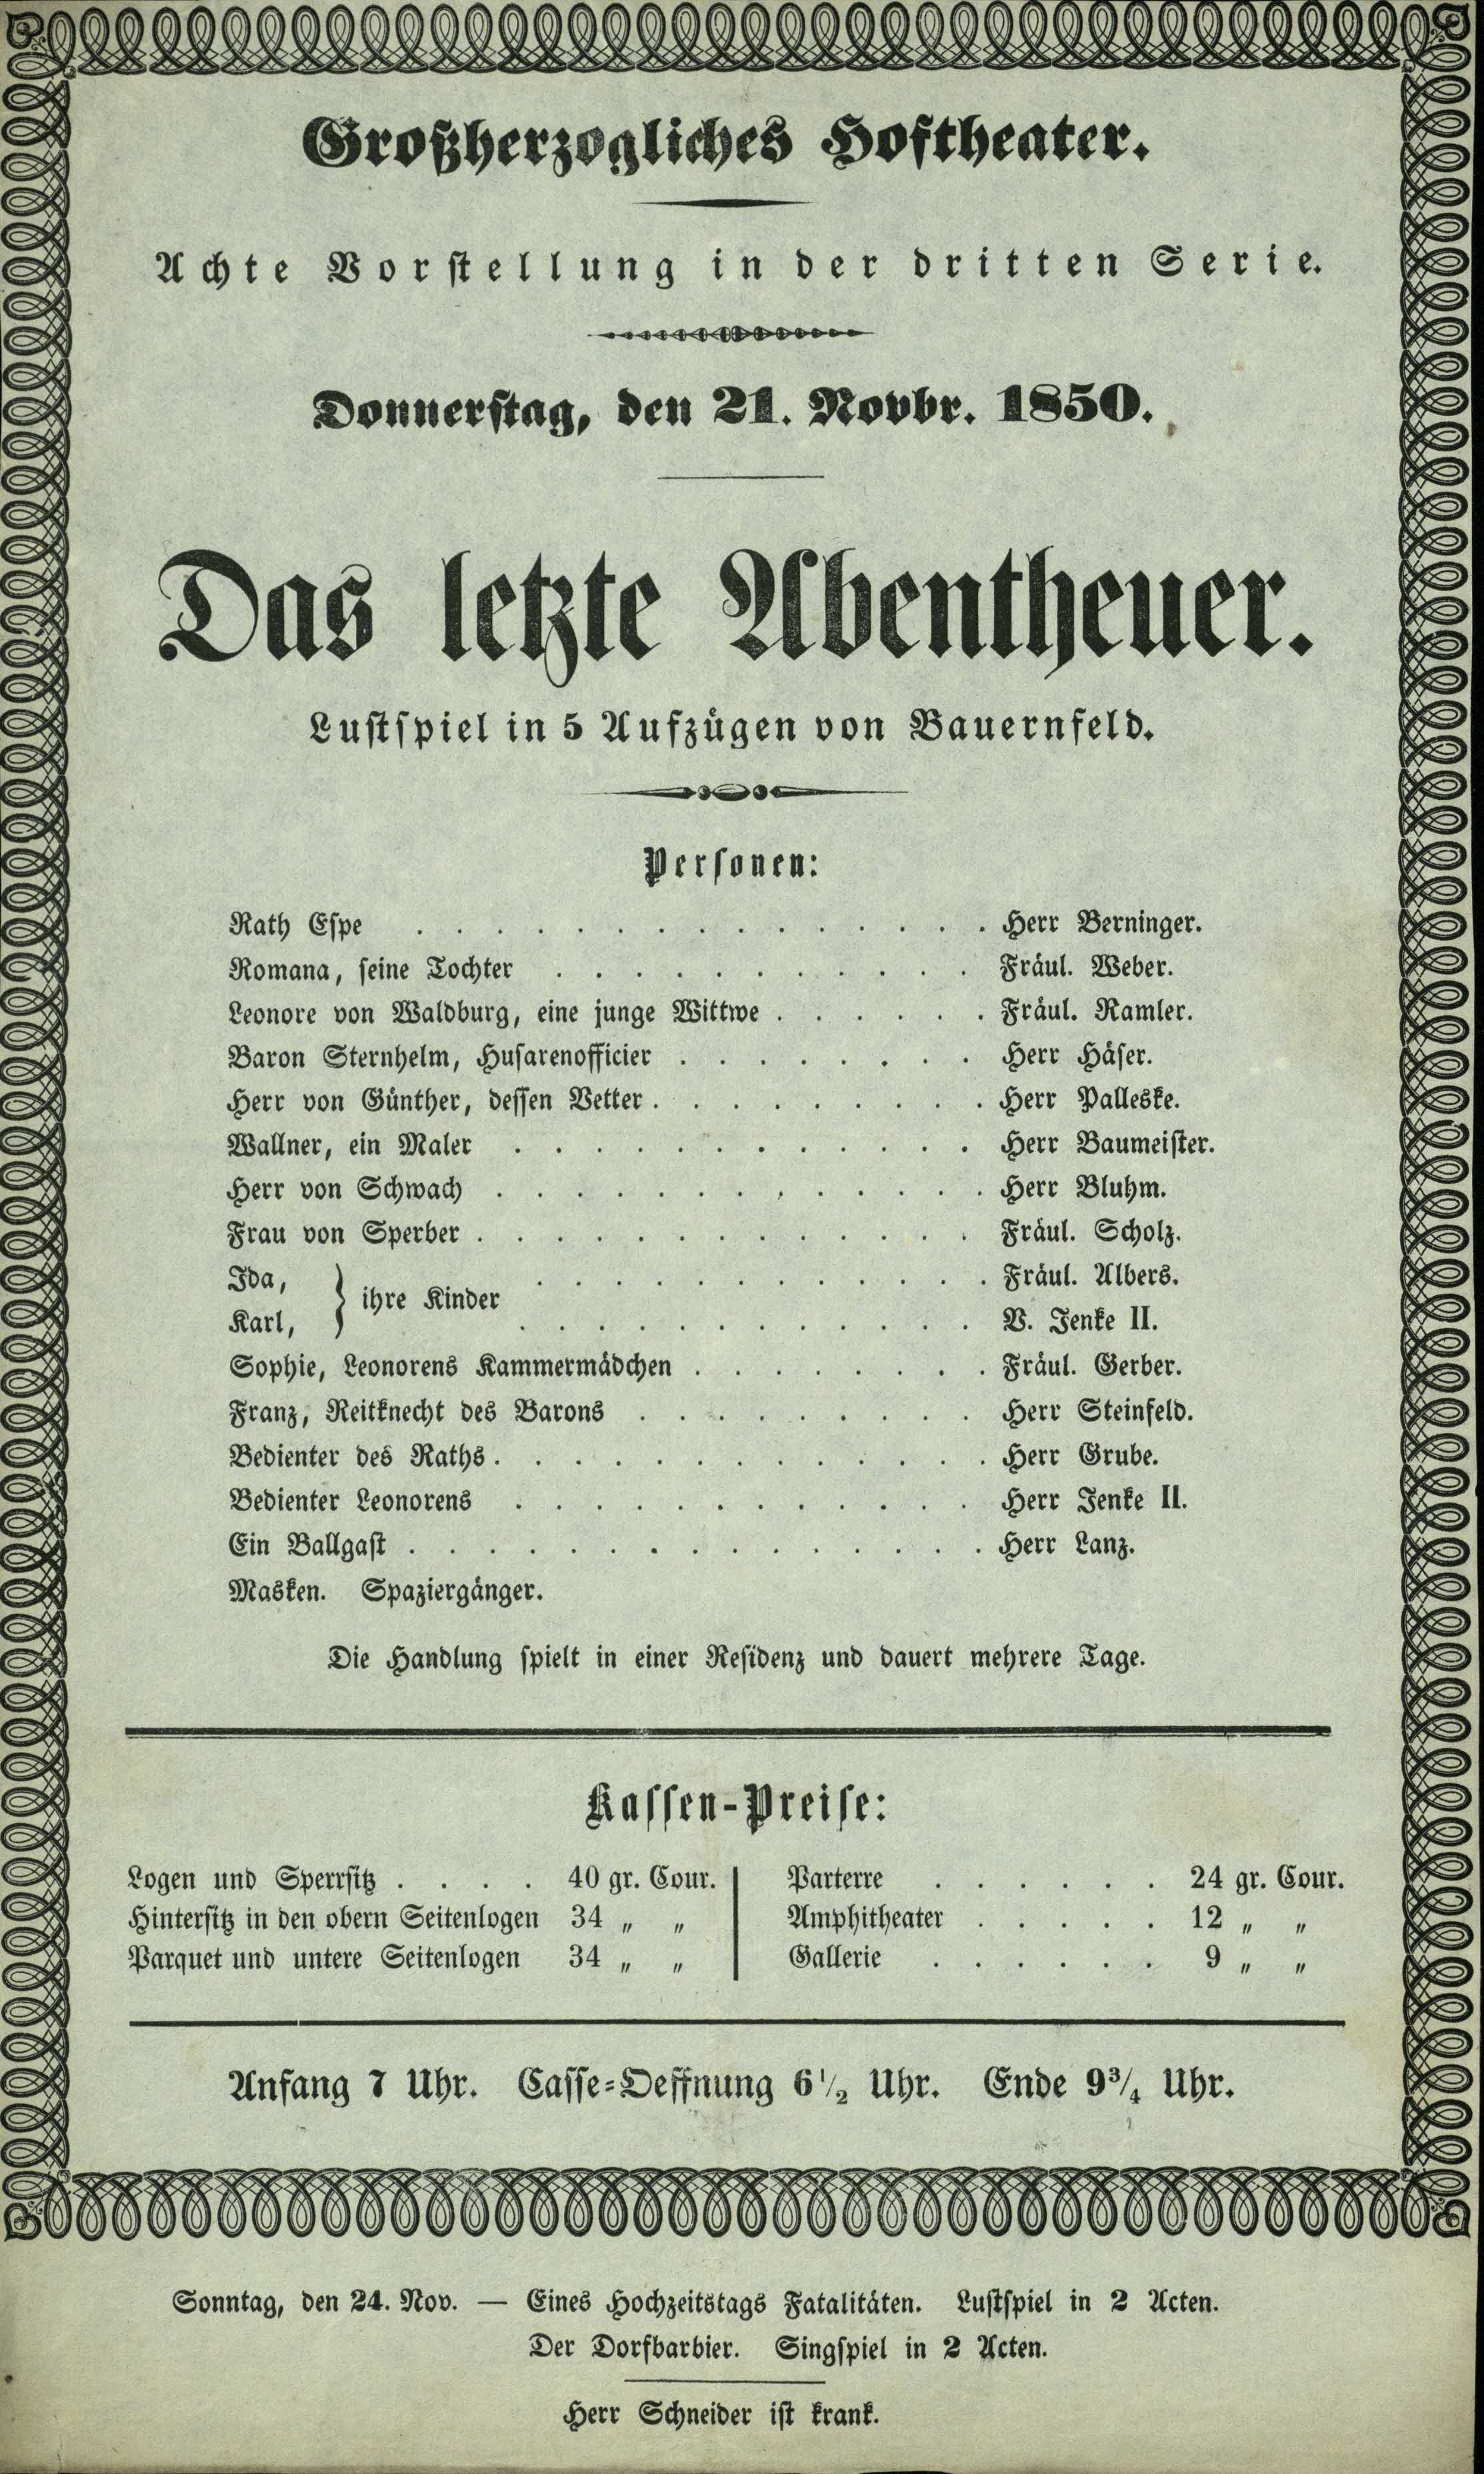 Großherzogliches Hoftheater.
Achte Vorstellung in der dritten Serie.
Donnerstag, den 21. Novbr. 1850.
Das letzte Abentheuer.
Lustspiel in 5 Aufzügen von Bauernfeld.
Personen:
Rath Espe . . . . . . . . . . . . . . . Herr Berninger.
Romana, seine Tochter . . . . . . . . . . . Fräul. Weber.
Leonore von Waldburg, eine junge Wittwe . . . . . . Fräul. Ramler.
Baron Sternhelm, Husarenofficier . . . . . . . . Herr Häser.
Herr von Günther, dessen Vetter . . . . . . . . . Herr Palleske.
Wallner, ein Maler . . . . . . . . . . . . Herr Baumeister.
Herr von Schwach . . . . . . . . . . . . . Herr Bluhm.
Frau von Sperber . . . . . . . . . . . . . Fräul. Scholz.
Ida, } ihre Kinder . . . . . . . . . . . . Fräul. Albers.
Karl, . . . . . . . . . . . . V. Jenke II.
Sophie, Leonorens Kammermädchen . . . . . . . . Fräul. Gerber.
Franz, Reitknecht des Barons . . . . . . . . . Herr Steinfeld.
Bedienter des Raths . . . . . . . . . . . . . Herr Grube.
Bedienter Leonorens . . . . . . . . . . . . Herr Jenke II.
Ein Ballgast . . . . . . . . . . . . . . . Herr Lanz.
Masken. Spaziergänger.
Die Handlung spielt in einer Residenz und dauert mehrere Tage.
Kassen-Preise:
Logen und Sperrsitz . . . . 40 gr. Cour.
Hintersitz in den obern Seitenlogen 34 „ „
Parquet und untere Seitenlogen 34 „ „
Parterre . . . . . . 24 gr. Cour.
Amphitheater . . . . . 12 „ „
Gallerie . . . . . . 9 „ „
Anfang 7 Uhr. Casse-Oeffnung 6 1/2 Uhr. Ende 9 3/4 Uhr.
Sonntag, den 24. Nov. — Eines Hochzeitstags Fatalitäten. Lustspiel in 2 Acten.
Der Dorfbarbier. Singspiel in 2 Acten.
Herr Schneider ist krank.